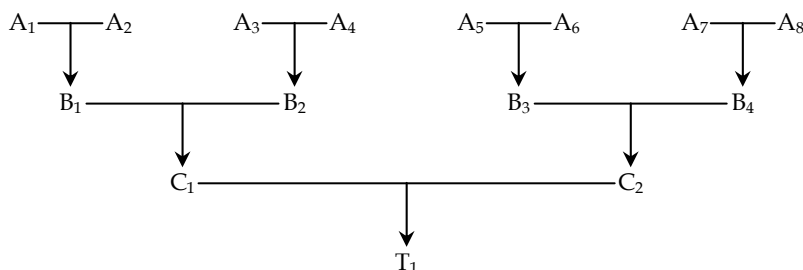 A₁ A₂ A₃ A₄ A₅ A₆ A₇ A₈
B₁ B₂ B₃ B₄
C₁ C₂
T₁